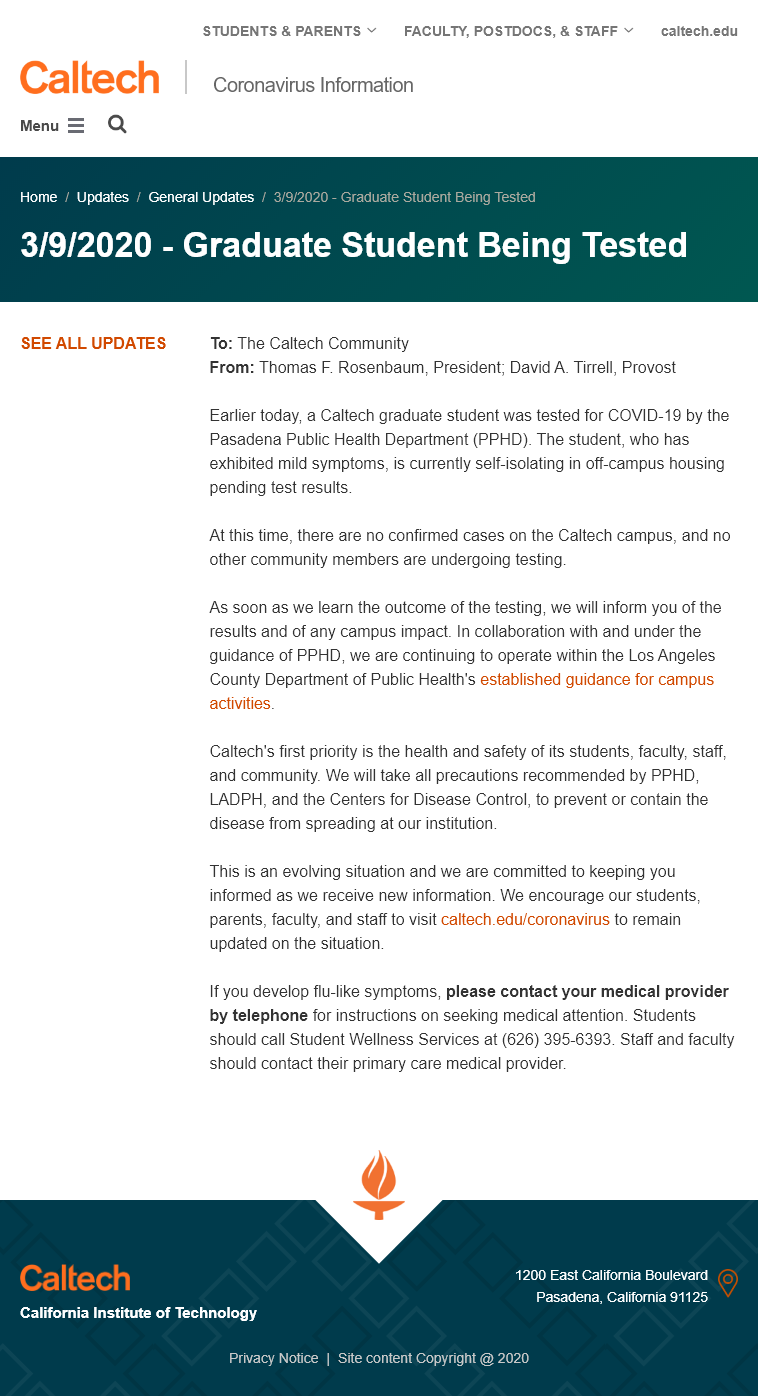 STUDENTS & PARENTS
FACULTY, POSTDOCS, & STAFF
caltech.edu
Caltech
Coronavirus Information
Menu
Home / Updates / General Updates / 3/9/2020 - Graduate Student Being Tested
3/9/2020 - Graduate Student Being Tested
SEE ALL UPDATES
To: The Caltech Community
From: Thomas F. Rosenbaum, President; David A. Tirrell, Provost
Earlier today, a Caltech graduate student was tested for COVID-19 by the
Pasadena Public Health Department (PPHD). The student, who has
exhibited mild symptoms, is currently self-isolating in off-campus housing
pending test results.
At this time, there are no confirmed cases on the Caltech campus, and no
other community members are undergoing testing.
As soon as we learn the outcome of the testing, we will inform you of the
results and of any campus impact. In collaboration with and under the
guidance of PPHD, we are continuing to operate within the Los Angeles
County Department of Public Health's established guidance for campus
activities.
Caltech's first priority is the health and safety of its students, faculty, staff,
and community. We will take all precautions recommended by PPHD,
LADPH, and the Centers for Disease Control, to prevent or contain the
disease from spreading at our institution.
This is an evolving situation and we are committed to keeping you
informed as we receive new information. We encourage our students,
parents, faculty, and staff to visit caltech.edu/coronavirus to remain
updated on the situation.
If you develop flu-like symptoms, please contact your medical provider
by telephone for instructions on seeking medical attention. Students
should call Student Wellness Services at (626) 395-6393. Staff and faculty
should contact their primary care medical provider.
Caltech
California Institute of Technology
1200 East California Boulevard
Pasadena, California 91125
Privacy Notice | Site content Copyright @ 2020